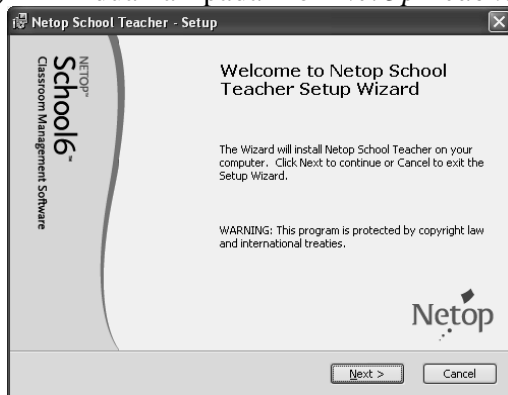 Netop School Teacher - Setup
NETOP™
School6™
Classroom Management Software
Welcome to Netop School
Teacher Setup Wizard
The Wizard will install Netop School Teacher on your
computer. Click Next to continue or Cancel to exit the
Setup Wizard.
WARNING: This program is protected by copyright law
and international treaties.
Netop
Next >
Cancel